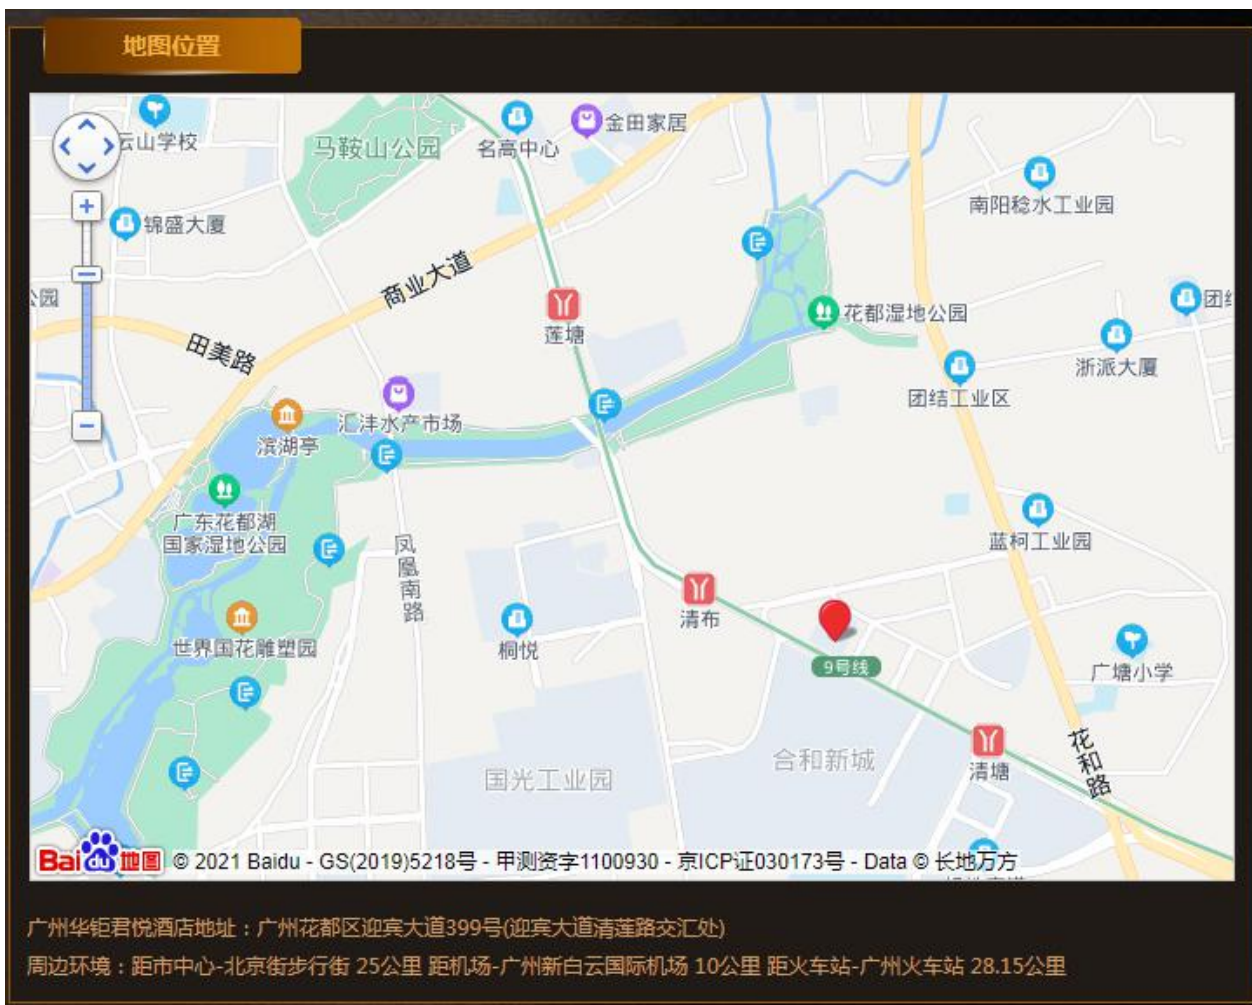 地图位置
云山学校
马鞍山公园
名高中心
金田家居
南阳稔水工业园
锦盛大厦
商业大道
公园
团结
莲塘
花都湿地公园
田美路
浙派大厦
团结工业区
汇沣水产市场
滨湖亭
广东花都湖
国家湿地公园
凤凰南路
蓝柯工业园
清布
桐悦
世界国花雕塑园
9号线
广塘小学
花和路
合和新城
清塘
国光工业园
Bai du 地图 © 2021 Baidu - GS(2019)5218号 - 甲测资字1100930 - 京ICP证030173号 - Data © 长地万方
广州华钜君悦酒店地址：广州花都区迎宾大道399号(迎宾大道清莲路交汇处)
周边环境：距市中心-北京街步行街 25公里 距机场-广州新白云国际机场 10公里 距火车站-广州火车站 28.15公里